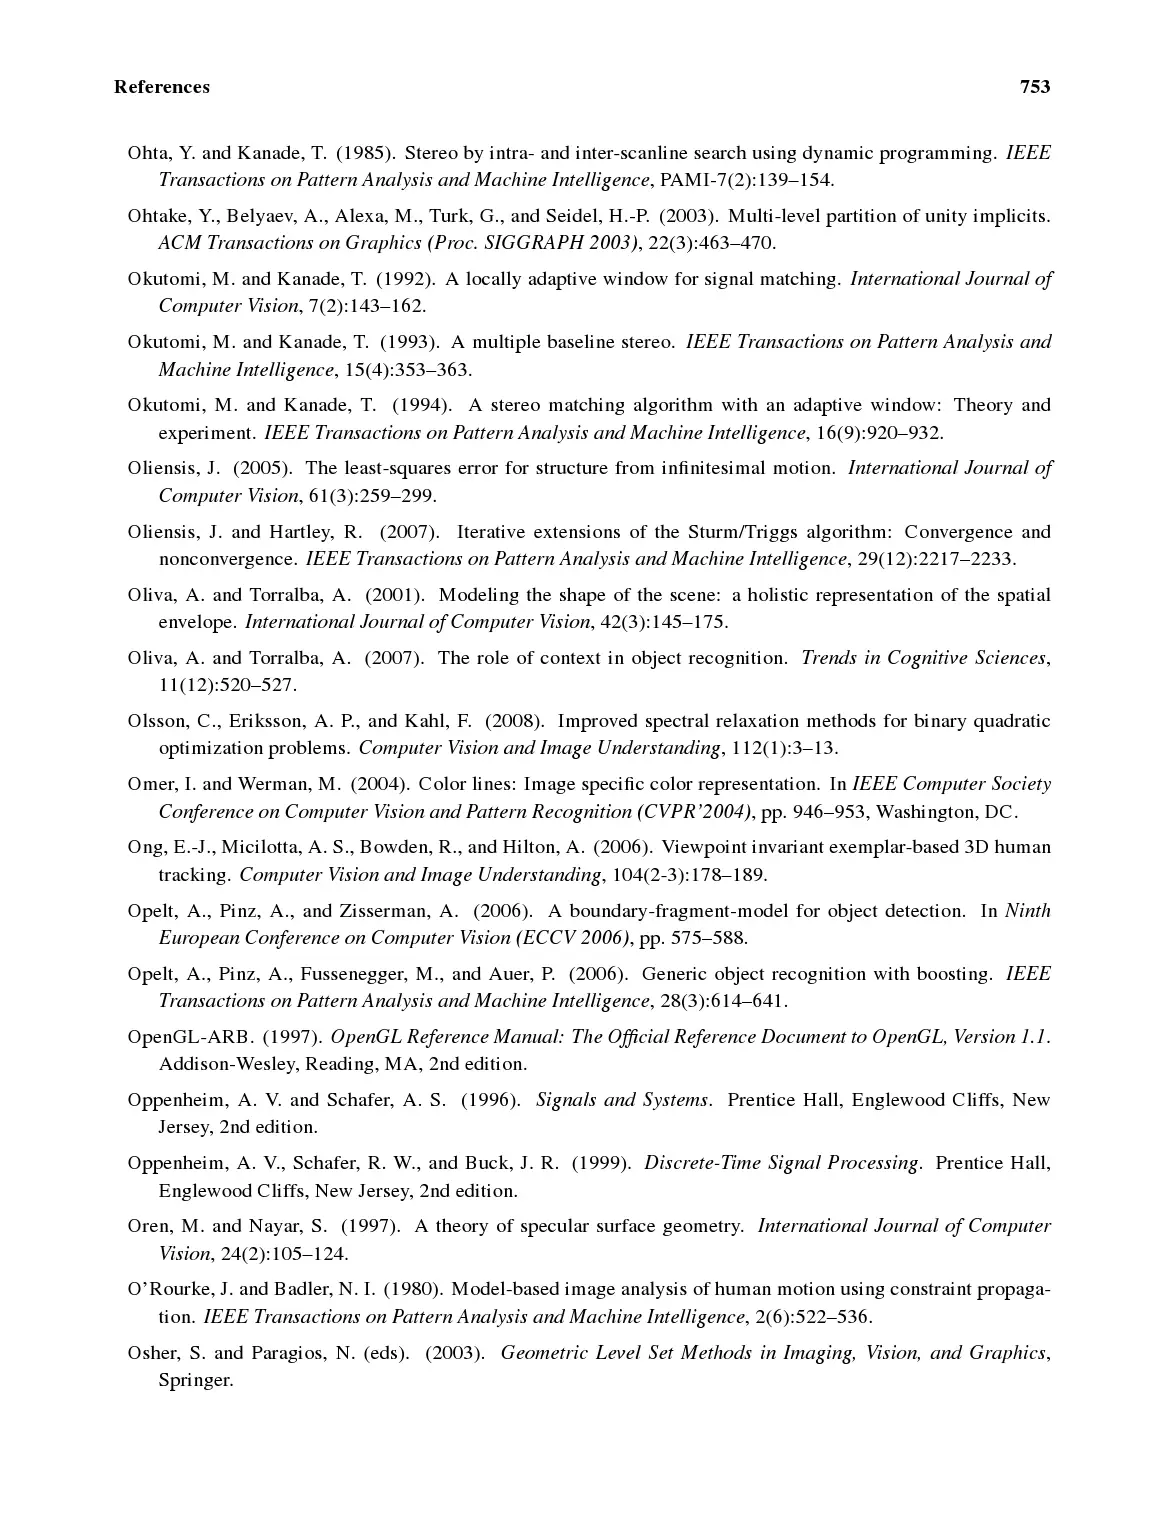 References 753
Ohta, Y. and Kanade, T. (1985). Stereo by intra- and inter-scanline search using dynamic programming. IEEE
Transactions on Pattern Analysis and Machine Intelligence, PAMI-7(2):139–154.
Ohtake, Y., Belyaev, A., Alexa, M., Turk, G., and Seidel, H.-P. (2003). Multi-level partition of unity implicits.
ACM Transactions on Graphics (Proc. SIGGRAPH 2003), 22(3):463–470.
Okutomi, M. and Kanade, T. (1992). A locally adaptive window for signal matching. International Journal of
Computer Vision, 7(2):143–162.
Okutomi, M. and Kanade, T. (1993). A multiple baseline stereo. IEEE Transactions on Pattern Analysis and
Machine Intelligence, 15(4):353–363.
Okutomi, M. and Kanade, T. (1994). A stereo matching algorithm with an adaptive window: Theory and
experiment. IEEE Transactions on Pattern Analysis and Machine Intelligence, 16(9):920–932.
Oliensis, J. (2005). The least-squares error for structure from infinitesimal motion. International Journal of
Computer Vision, 61(3):259–299.
Oliensis, J. and Hartley, R. (2007). Iterative extensions of the Sturm/Triggs algorithm: Convergence and
nonconvergence. IEEE Transactions on Pattern Analysis and Machine Intelligence, 29(12):2217–2233.
Oliva, A. and Torralba, A. (2001). Modeling the shape of the scene: a holistic representation of the spatial
envelope. International Journal of Computer Vision, 42(3):145–175.
Oliva, A. and Torralba, A. (2007). The role of context in object recognition. Trends in Cognitive Sciences,
11(12):520–527.
Olsson, C., Eriksson, A. P., and Kahl, F. (2008). Improved spectral relaxation methods for binary quadratic
optimization problems. Computer Vision and Image Understanding, 112(1):3–13.
Omer, I. and Werman, M. (2004). Color lines: Image specific color representation. In IEEE Computer Society
Conference on Computer Vision and Pattern Recognition (CVPR’2004), pp. 946–953, Washington, DC.
Ong, E.-J., Micilotta, A. S., Bowden, R., and Hilton, A. (2006). Viewpoint invariant exemplar-based 3D human
tracking. Computer Vision and Image Understanding, 104(2-3):178–189.
Opelt, A., Pinz, A., and Zisserman, A. (2006). A boundary-fragment-model for object detection. In Ninth
European Conference on Computer Vision (ECCV 2006), pp. 575–588.
Opelt, A., Pinz, A., Fussenegger, M., and Auer, P. (2006). Generic object recognition with boosting. IEEE
Transactions on Pattern Analysis and Machine Intelligence, 28(3):614–641.
OpenGL-ARB. (1997). OpenGL Reference Manual: The Official Reference Document to OpenGL, Version 1.1.
Addison-Wesley, Reading, MA, 2nd edition.
Oppenheim, A. V. and Schafer, A. S. (1996). Signals and Systems. Prentice Hall, Englewood Cliffs, New
Jersey, 2nd edition.
Oppenheim, A. V., Schafer, R. W., and Buck, J. R. (1999). Discrete-Time Signal Processing. Prentice Hall,
Englewood Cliffs, New Jersey, 2nd edition.
Oren, M. and Nayar, S. (1997). A theory of specular surface geometry. International Journal of Computer
Vision, 24(2):105–124.
O’Rourke, J. and Badler, N. I. (1980). Model-based image analysis of human motion using constraint propaga-
tion. IEEE Transactions on Pattern Analysis and Machine Intelligence, 2(6):522–536.
Osher, S. and Paragios, N. (eds). (2003). Geometric Level Set Methods in Imaging, Vision, and Graphics,
Springer.